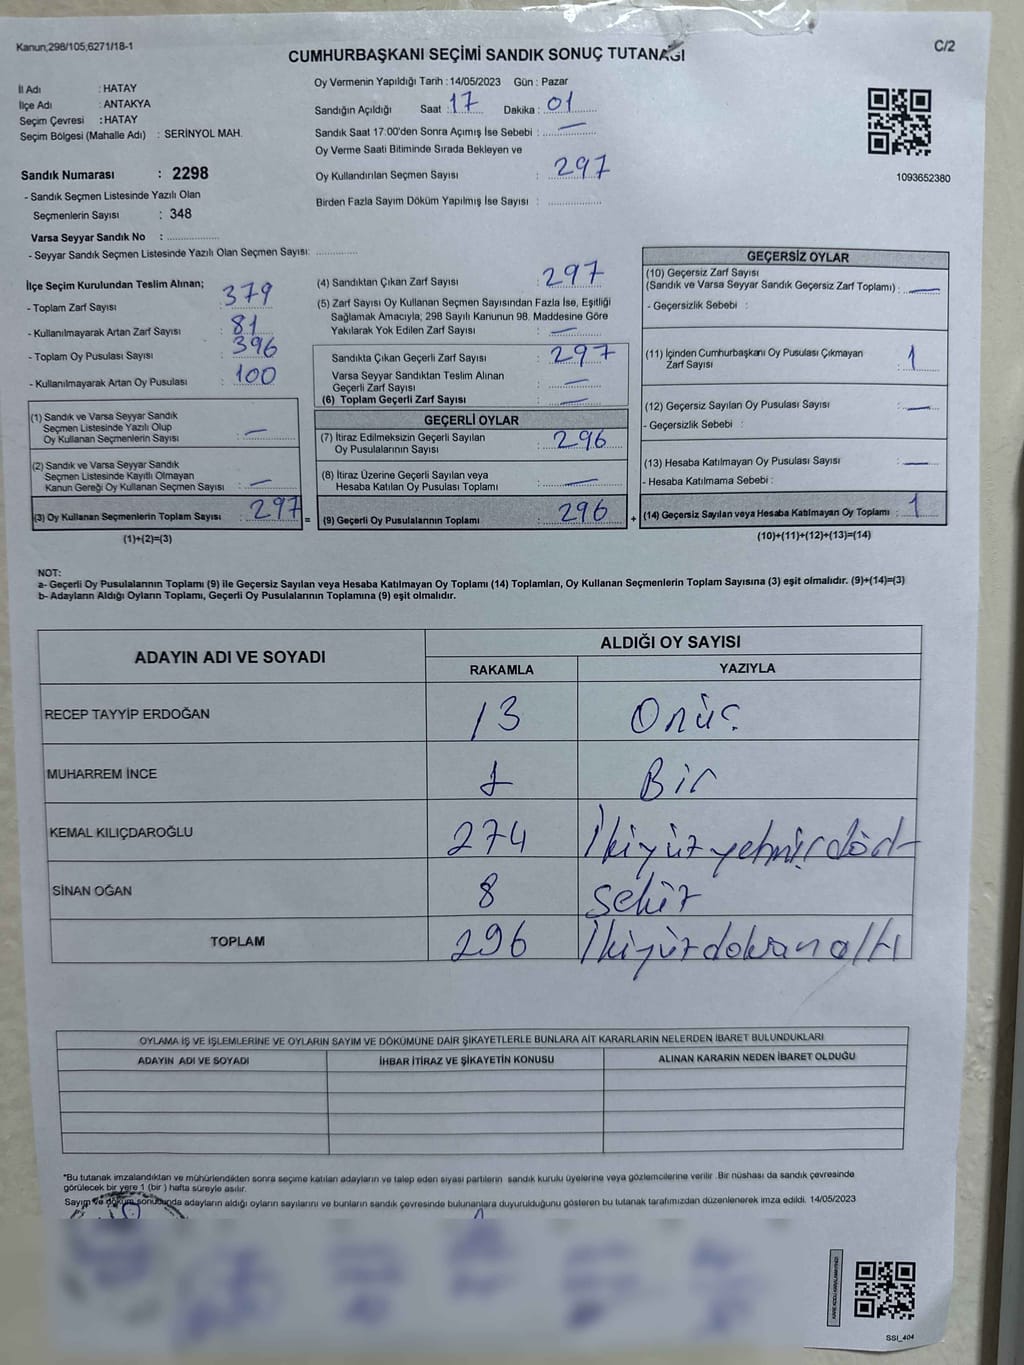 Kanun;298/105,6271/18-1
C/2
CUMHURBAŞKANI SEÇİMİ SANDIK SONUÇ TUTANAĞI
İl Adı : HATAY
İlçe Adı : ANTAKYA
Seçim Çevresi : HATAY
Seçim Bölgesi (Mahalle Adı) : SERİNYOL MAH.
Sandık Numarası : 2298
- Sandık Seçmen Listesinde Yazılı Olan
Seçmenlerin Sayısı : 348
Varsa Seyyar Sandık No :
- Seyyar Sandık Seçmen Listesinde Yazılı Olan Seçmen Sayısı:
Oy Vermenin Yapıldığı Tarih : 14/05/2023 Gün : Pazar
Sandığın Açıldığı Saat : 17 Dakika : 01
Sandık Saat 17:00'den Sonra Açımış İse Sebebi : —
Oy Verme Saati Bitiminde Sırada Bekleyen ve
Oy Kullandırılan Seçmen Sayısı : 297
Birden Fazla Sayım Döküm Yapılmış İse Sayısı :
1093652380
İlçe Seçim Kurulundan Teslim Alınan;
- Toplam Zarf Sayısı : 379
- Kullanılmayarak Artan Zarf Sayısı : 81
- Toplam Oy Pusulası Sayısı : 396
- Kullanılmayarak Artan Oy Pusulası : 100
(1) Sandık ve Varsa Seyyar Sandık
Seçmen Listesinde Yazılı Olup
Oy Kullanan Seçmenlerin Sayısı : —
(2) Sandık ve Varsa Seyyar Sandık
Seçmen Listesinde Kayıtlı Olmayan
Kanun Gereği Oy Kullanan Seçmen Sayısı : —
(3) Oy Kullanan Seçmenlerin Toplam Sayısı : 297
(1)+(2)=(3)
(4) Sandıktan Çıkan Zarf Sayısı : 297
(5) Zarf Sayısı Oy Kullanan Seçmen Sayısından Fazla İse, Eşitliği
Sağlamak Amacıyla; 298 Sayılı Kanunun 98. Maddesine Göre
Yakılarak Yok Edilen Zarf Sayısı : —
Sandıkta Çıkan Geçerli Zarf Sayısı : 297
Varsa Seyyar Sandıktan Teslim Alınan
Geçerli Zarf Sayısı : —
(6) Toplam Geçerli Zarf Sayısı : —
GEÇERLİ OYLAR
(7) İtiraz Edilmeksizin Geçerli Sayılan
Oy Pusulasının Sayısı : 296
(8) İtiraz Üzerine Geçerli Sayılan veya
Hesaba Katılan Oy Pusulası Toplamı : —
= (9) Geçerli Oy Pusulalarının Toplamı : 296
GEÇERSİZ OYLAR
(10) Geçersiz Zarf Sayısı
(Sandık ve Varsa Seyyar Sandık Geçersiz Zarf Toplamı) : —
- Geçersizlik Sebebi :
(11) İçinden Cumhurbaşkanı Oy Pusulası Çıkmayan
Zarf Sayısı : 1
(12) Geçersiz Sayılan Oy Pusulası Sayısı : —
- Geçersizlik Sebebi :
(13) Hesaba Katılmayan Oy Pusulası Sayısı : —
- Hesaba Katılmama Sebebi :
+ (14) Geçersiz Sayılan veya Hesaba Katılmayan Oy Toplamı : 1
(10)+(11)+(12)+(13)=(14)
NOT:
a- Geçerli Oy Pusulalarının Toplamı (9) ile Geçersiz Sayılan veya Hesaba Katılmayan Oy Toplamı (14) Toplamları, Oy Kullanan Seçmenlerin Toplam Sayısına (3) eşit olmalıdır. (9)+(14)=(3)
b- Adayların Aldığı Oyların Toplamı, Geçerli Oy Pusulalarının Toplamına (9) eşit olmalıdır.
ADAYIN ADI VE SOYADI
ALDIĞI OY SAYISI
RAKAMLA YAZIYLA
RECEP TAYYİP ERDOĞAN 13 Onüç
MUHARREM İNCE 1 Bir
KEMAL KILIÇDAROĞLU 274 İkiyüzyetmişdört
SİNAN OĞAN 8 Sekiz
TOPLAM 296 İkiyüzdoksanaltı
OYLAMA İŞ VE İŞLEMLERİNE VE OYLARIN SAYIM VE DÖKÜMÜNE DAİR ŞİKAYETLERLE BUNLARA AİT KARARLARIN NELERDEN İBARET BULUNDUKLARI
ADAYIN ADI VE SOYADI İHBAR İTİRAZ VE ŞİKAYETİN KONUSU ALINAN KARARIN NEDEN İBARET OLDUĞU
*Bu tutanak imzalandıktan ve mühürlendikten sonra seçime katılan adayların ve talep eden siyasi partilerin sandık kurulu üyelerine veya gözlemcilerine verilir. Bir nüshası da sandık çevresinde
görülecek bir yere 1 (bir) hafta süreyle asılır.
Sayım ve döküm sonucunda adayların aldığı oyların sayılarını ve bunların sandık çevresinde bulunanlara duyurulduğunu gösteren bu tutanak tarafımızdan düzenlenerek imza edildi. 14/05/2023
SSI_404